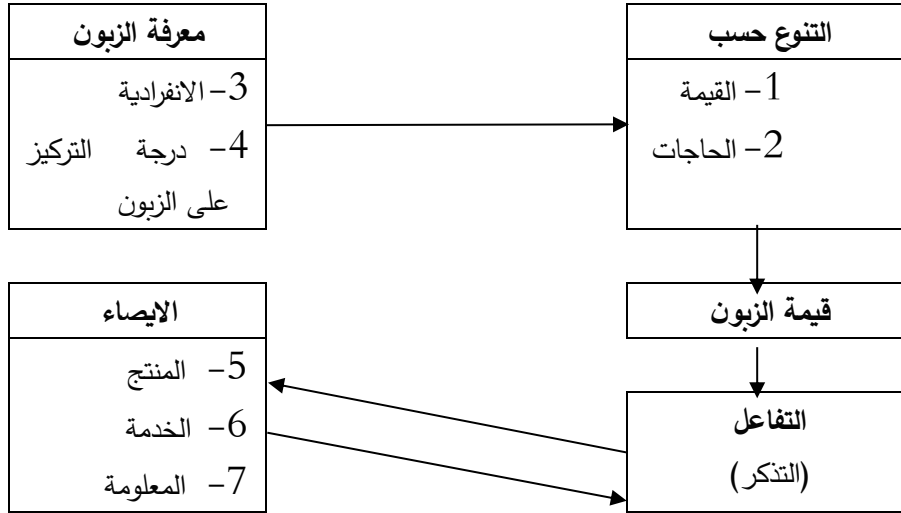 معرفة الزبون
3- الانفرادية
4- درجة التركيز
على الزبون
التنوع حسب
1- القيمة
2- الحاجات
قيمة الزبون
التفاعل
(التذكر)
الايصاء
5- المنتج
6- الخدمة
7- المعلومة